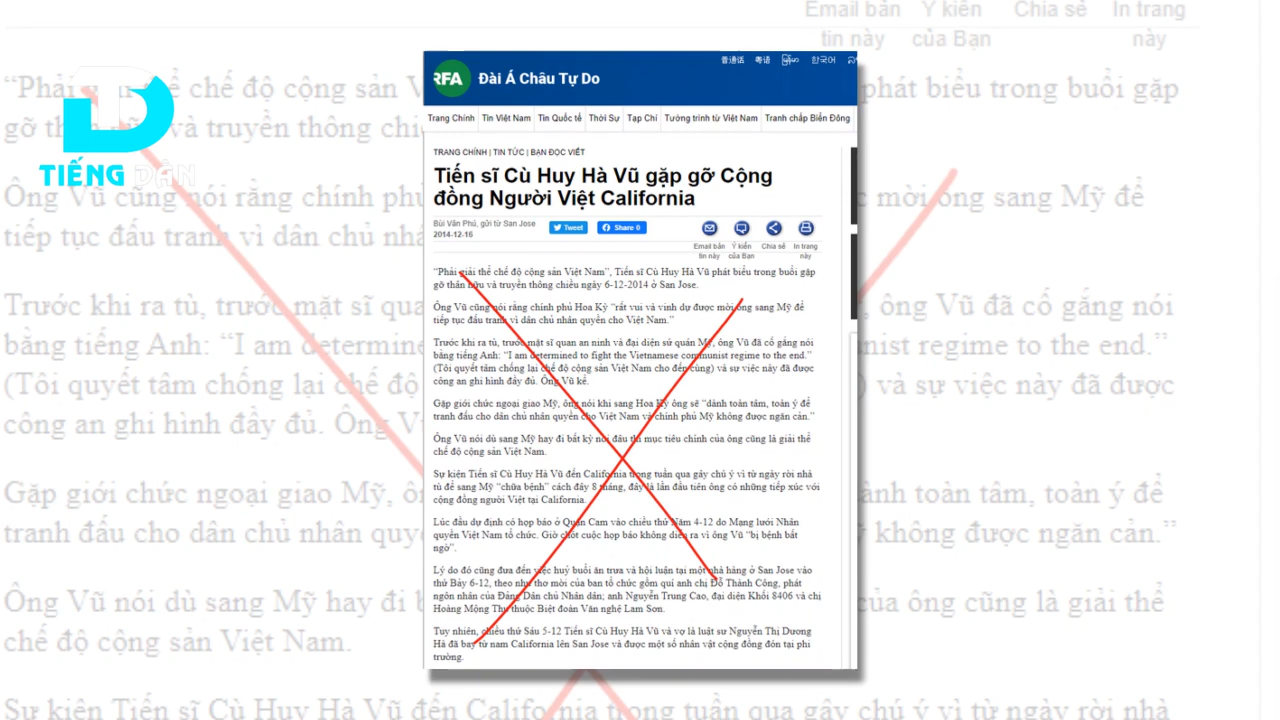 TIẾNG DÂN
RFA Đài Á Châu Tự Do
普通话 粤语 မြန်မာ 한국어
Trang Chính Tin Việt Nam Tin Quốc tế Thời Sự Tạp Chí Tường trình từ Việt Nam Tranh chấp Biển Đông
TRANG CHÍNH | TIN TỨC | BẠN ĐỌC VIẾT
Tiến sĩ Cù Huy Hà Vũ gặp gỡ Cộng
đồng Người Việt California
Bùi Văn Phú, gửi từ San Jose
2014-12-16
Tweet
Share 0
Email bản
tin này
Ý kiến
của Bạn
Chia sẻ
In trang
này
“Phải giải thể chế độ cộng sản Việt Nam”, Tiến sĩ Cù Huy Hà Vũ phát biểu trong buổi gặp
gỡ thân hữu và truyền thông chiều ngày 6-12-2014 ở San Jose.
Ông Vũ cũng nói rằng chính phủ Hoa Kỳ “rất vui và vinh dự được mời ông sang Mỹ để
tiếp tục đấu tranh vì dân chủ nhân quyền cho Việt Nam.”
Trước khi ra tù, trước mặt sĩ quan an ninh và đại diện sứ quán Mỹ, ông Vũ đã cố gắng nói
bằng tiếng Anh: “I am determined to fight the Vietnamese communist regime to the end.”
(Tôi quyết tâm chống lại chế độ cộng sản Việt Nam cho đến cùng) và sự việc này đã được
công an ghi hình đầy đủ. Ông Vũ kể.
Gặp giới chức ngoại giao Mỹ, ông nói khi sang Hoa Kỳ ông sẽ “dành toàn tâm, toàn ý để
tranh đấu cho dân chủ nhân quyền cho Việt Nam và chính phủ Mỹ không được ngăn cản.”
Ông Vũ nói dù sang Mỹ hay đi bất kỳ nơi đâu thì mục tiêu chính của ông cũng là giải thể
chế độ cộng sản Việt Nam.
Sự kiện Tiến sĩ Cù Huy Hà Vũ đến California trong tuần qua gây chú ý vì từ ngày rời nhà
tù để sang Mỹ “chữa bệnh” cách đây 8 tháng, đây là lần đầu tiên ông có những tiếp xúc với
cộng đồng người Việt tại California.
Lúc đầu dự định có họp báo ở Quận Cam vào chiều thứ Năm 4-12 do Mạng lưới Nhân
quyền Việt Nam tổ chức. Giờ chót cuộc họp báo không diễn ra vì ông Vũ “bị bệnh bất
ngờ”.
Lý do đó cũng đưa đến việc huỷ buổi ăn trưa và hội luận tại một nhà hàng ở San Jose vào
thứ Bảy 6-12, theo như thơ mời của ban tổ chức gồm quí anh chị Đỗ Thành Công, phát
ngôn nhân của Đảng Dân chủ Nhân dân; anh Nguyễn Trung Cao, đại diện Khối 8406 và chị
Hoàng Mộng Thu thuộc Biệt đoàn Văn nghệ Lam Sơn.
Tuy nhiên, chiều thứ Sáu 5-12 Tiến sĩ Cù Huy Hà Vũ và vợ là luật sư Nguyễn Thị Dương
Hà đã bay từ nam California lên San Jose và được một số nhân vật cộng đồng đón tại phi
trường.